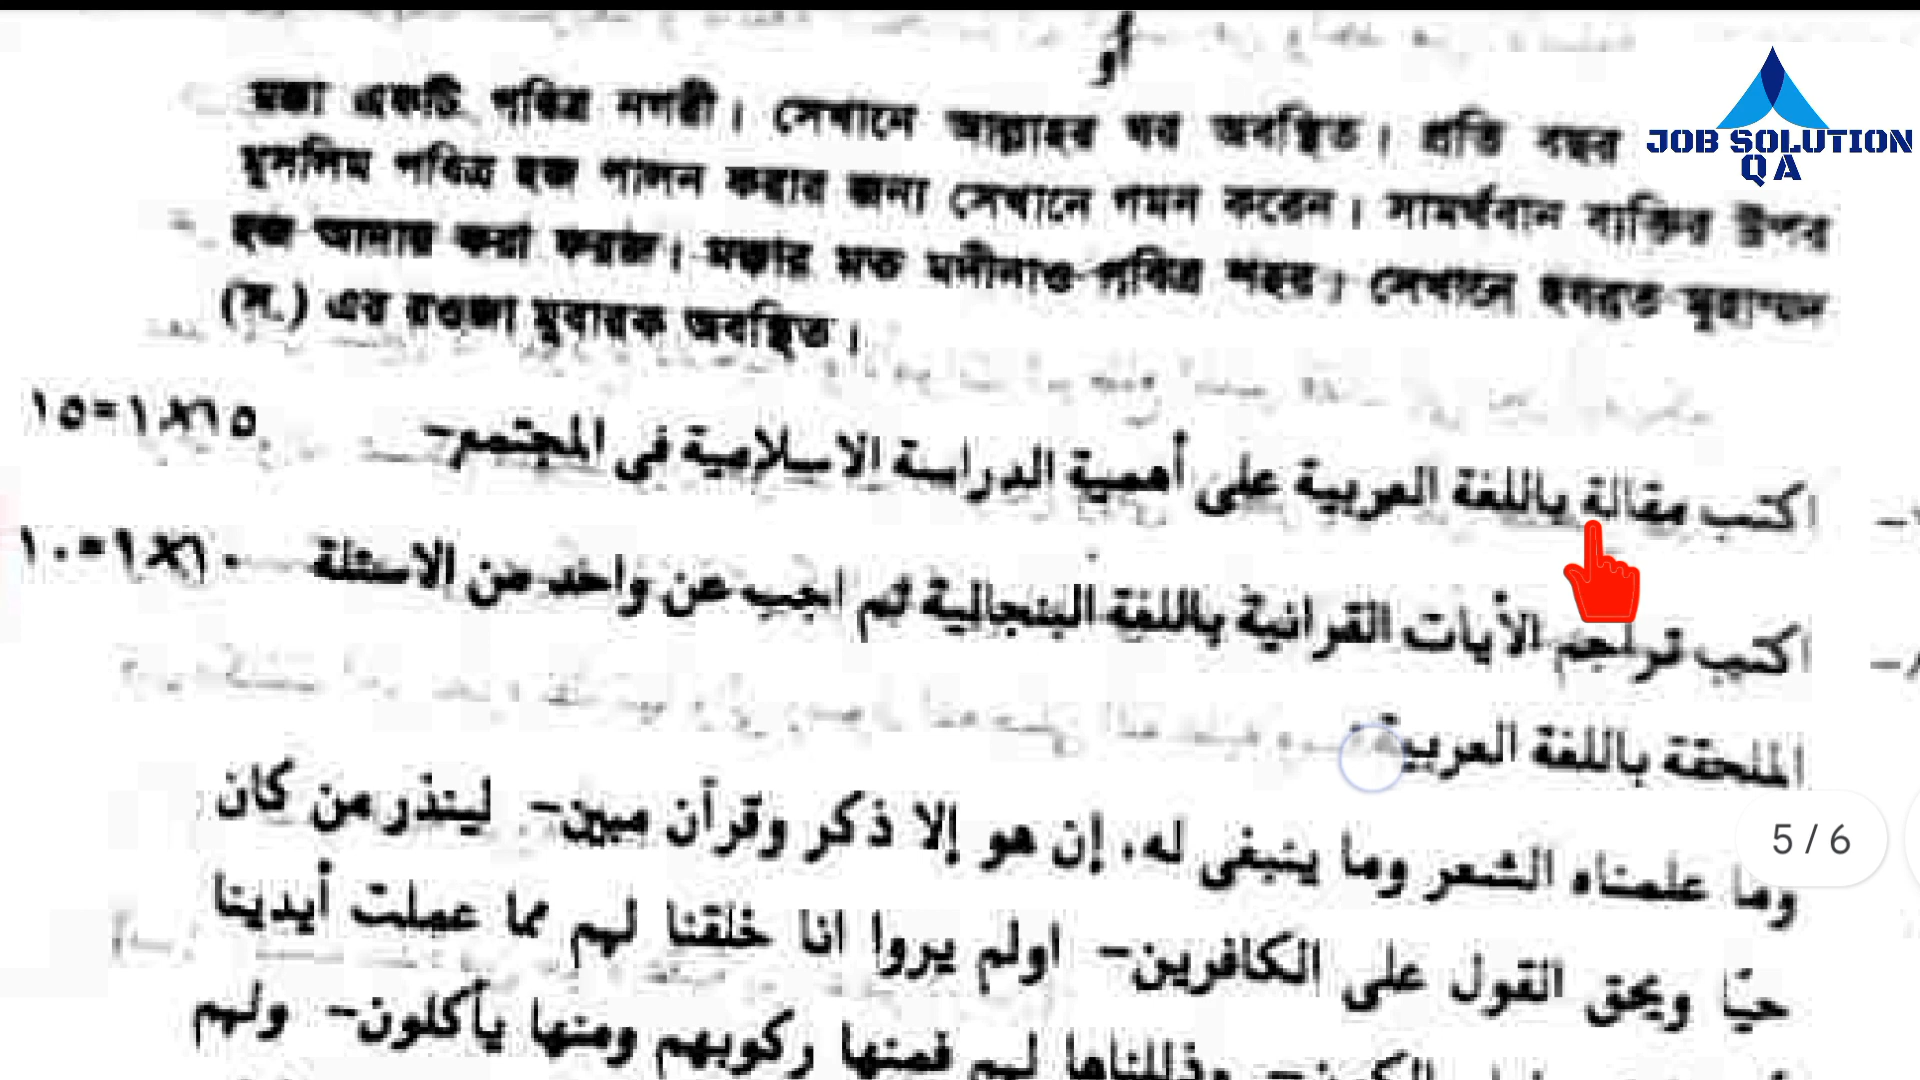 او
মক্কা একটি পবিত্র নগরী। সেখানে আল্লাহর ঘর অবস্থিত। প্রতি বছর
মুসলিম পবিত্র হজ্জ পালন করার জন্য সেখানে গমন করেন। সামর্থবান ব্যক্তির উপর
হজ্জ আদায় করা ফরজ। মক্কার মত মদীনাও পবিত্র শহর। সেখানে হযরত মুহাম্মদ
(স.) এর রওজা মুবারক অবস্থিত।
JOB SOLUTION
QA
اكتب مقالة باللغة العربية على أهمية الدراسة الاسلامية فى المجتمع- ١٥×١=١٥
اكتب تراجم الأيات القرانية باللغة البنجالية ثم اجب عن واحد من الاسئلة ١٠×١=١٠
الملحقة باللغة العربية
وما علمناه الشعر وما ينبغى له، إن هو إلا ذكر وقرآن مبين- لينذر من كان
5 / 6
حيّا ويحق القول على الكافرين- اولم يروا انا خلقنا لهم مما عملت أيدينا
وذللناها لهم فمنها ركوبهم ومنها يأكلون- ولهم